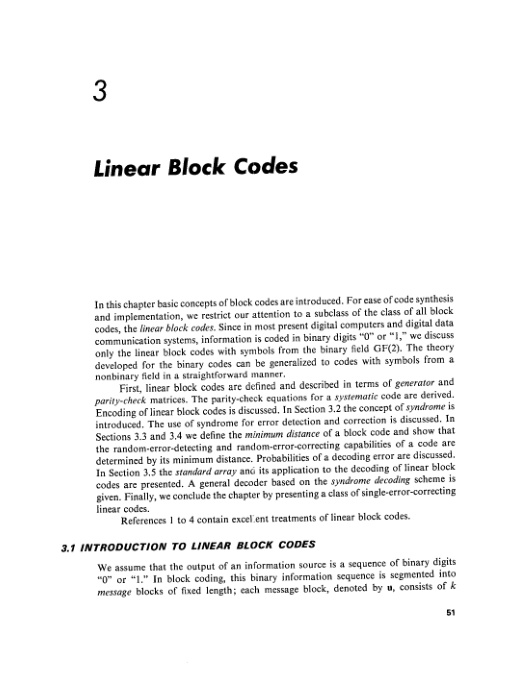 3
Linear Block Codes
In this chapter basic concepts of block codes are introduced. For ease of code synthesis
and implementation, we restrict our attention to a subclass of the class of all block
codes, the linear block codes. Since in most present digital computers and digital data
communication systems, information is coded in binary digits “0” or “1,” we discuss
only the linear block codes with symbols from the binary field GF(2). The theory
developed for the binary codes can be generalized to codes with symbols from a
nonbinary field in a straightforward manner.
First, linear block codes are defined and described in terms of generator and
parity-check matrices. The parity-check equations for a systematic code are derived.
Encoding of linear block codes is discussed. In Section 3.2 the concept of syndrome is
introduced. The use of syndrome for error detection and correction is discussed. In
Sections 3.3 and 3.4 we define the minimum distance of a block code and show that
the random-error-detecting and random-error-correcting capabilities of a code are
determined by its minimum distance. Probabilities of a decoding error are discussed.
In Section 3.5 the standard array and its application to the decoding of linear block
codes are presented. A general decoder based on the syndrome decoding scheme is
given. Finally, we conclude the chapter by presenting a class of single-error-correcting
linear codes.
References 1 to 4 contain excellent treatments of linear block codes.
3.1 INTRODUCTION TO LINEAR BLOCK CODES
We assume that the output of an information source is a sequence of binary digits
“0” or “1.” In block coding, this binary information sequence is segmented into
message blocks of fixed length; each message block, denoted by u, consists of k
51